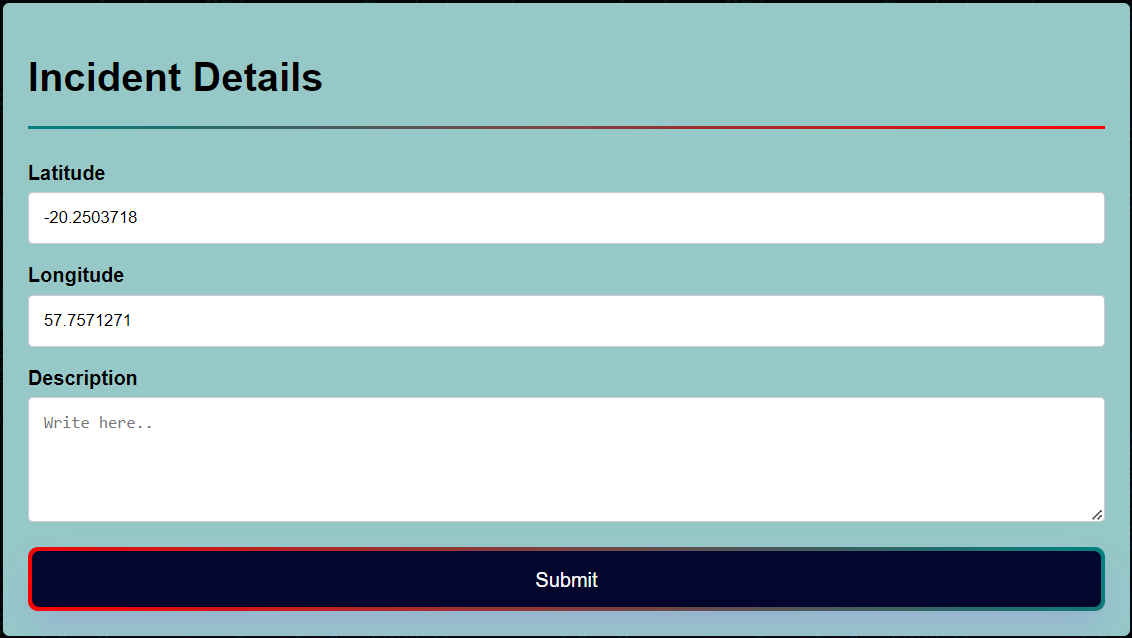 Incident Details
Latitude
-20.2503718
Longitude
57.7571271
Description
Write here..
Submit